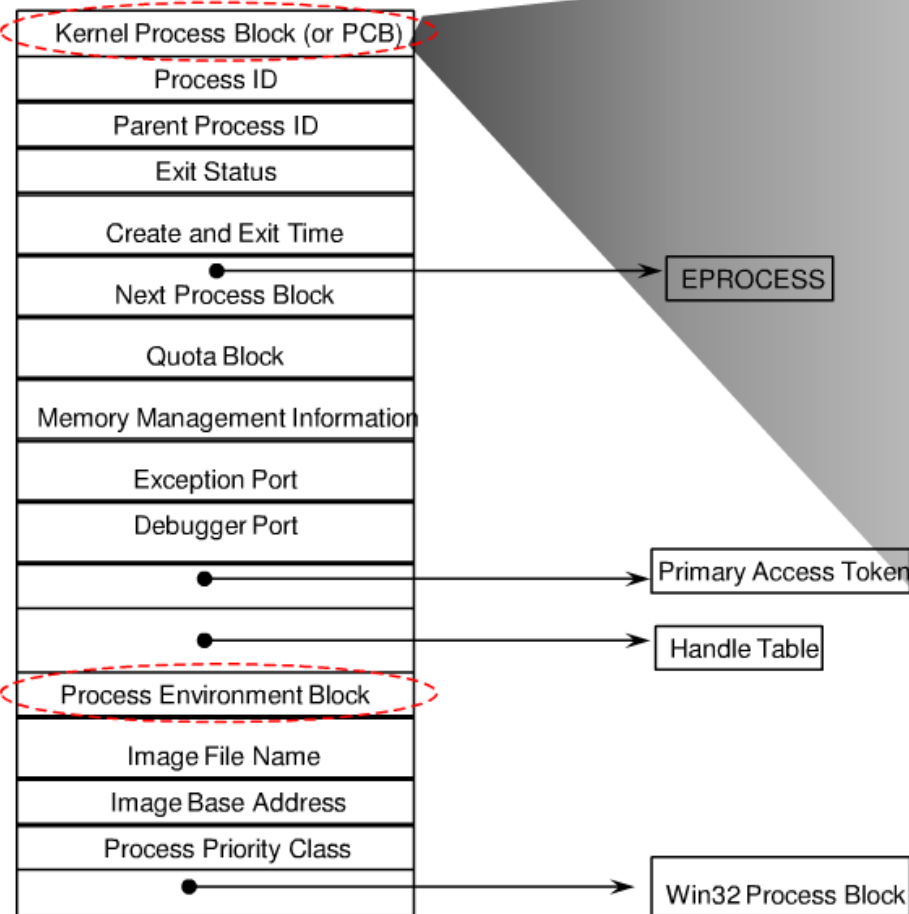 Kernel Process Block (or PCB)
Process ID
Parent Process ID
Exit Status
Create and Exit Time
EPROCESS
Next Process Block
Quota Block
Memory Management Information
Exception Port
Debugger Port
Primary Access Token
Handle Table
Process Environment Block
Image File Name
Image Base Address
Process Priority Class
Win32 Process Block